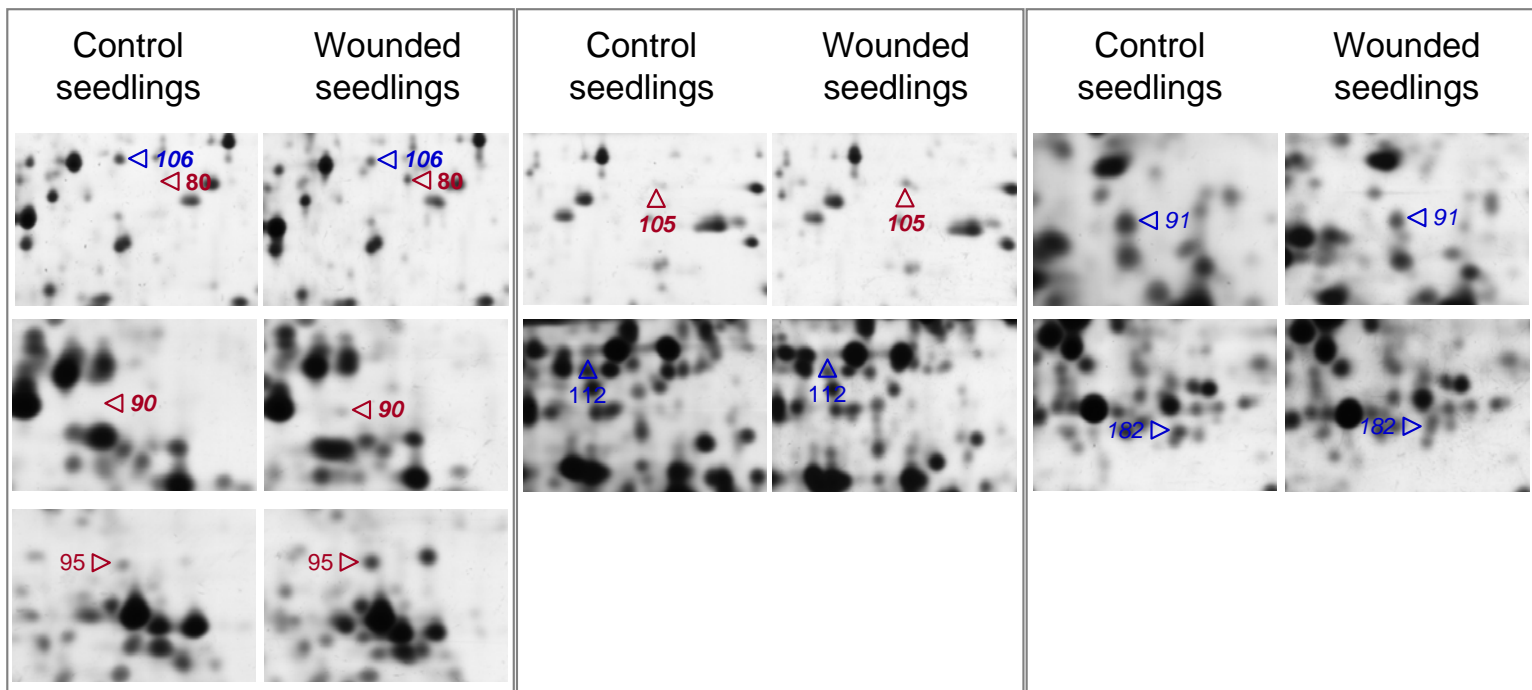 Control
seedlings
Wounded
seedlings
106
80
106
80
90
90
95
95
Control
seedlings
Wounded
seedlings
105
105
112
112
Control
seedlings
Wounded
seedlings
91
91
182
182